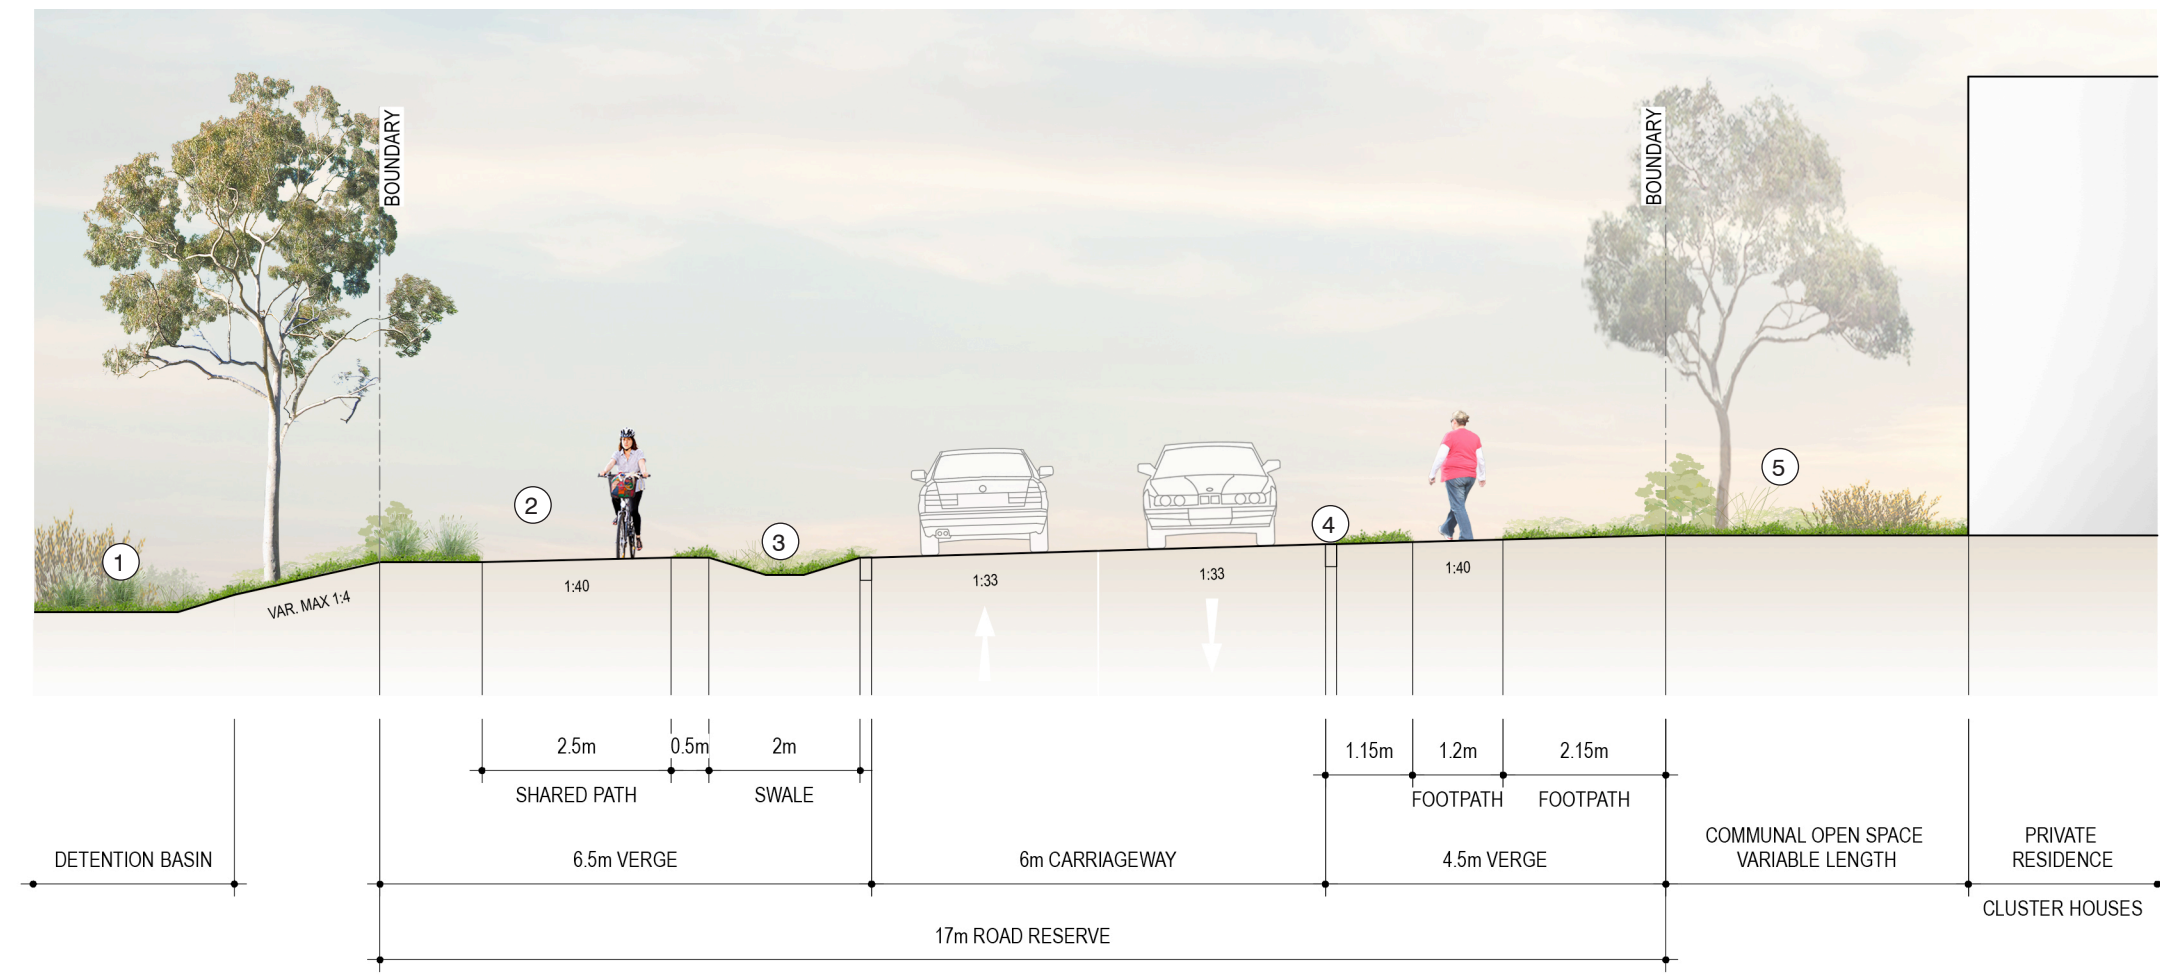 BOUNDARY
BOUNDARY
1
2
3
4
5
VAR. MAX 1:4
1:40
1:33
1:33
1:40
2.5m
0.5m
2m
1.15m
1.2m
2.15m
SHARED PATH
SWALE
FOOTPATH
FOOTPATH
DETENTION BASIN
6.5m VERGE
6m CARRIAGEWAY
4.5m VERGE
COMMUNAL OPEN SPACE
VARIABLE LENGTH
PRIVATE
RESIDENCE
CLUSTER HOUSES
17m ROAD RESERVE